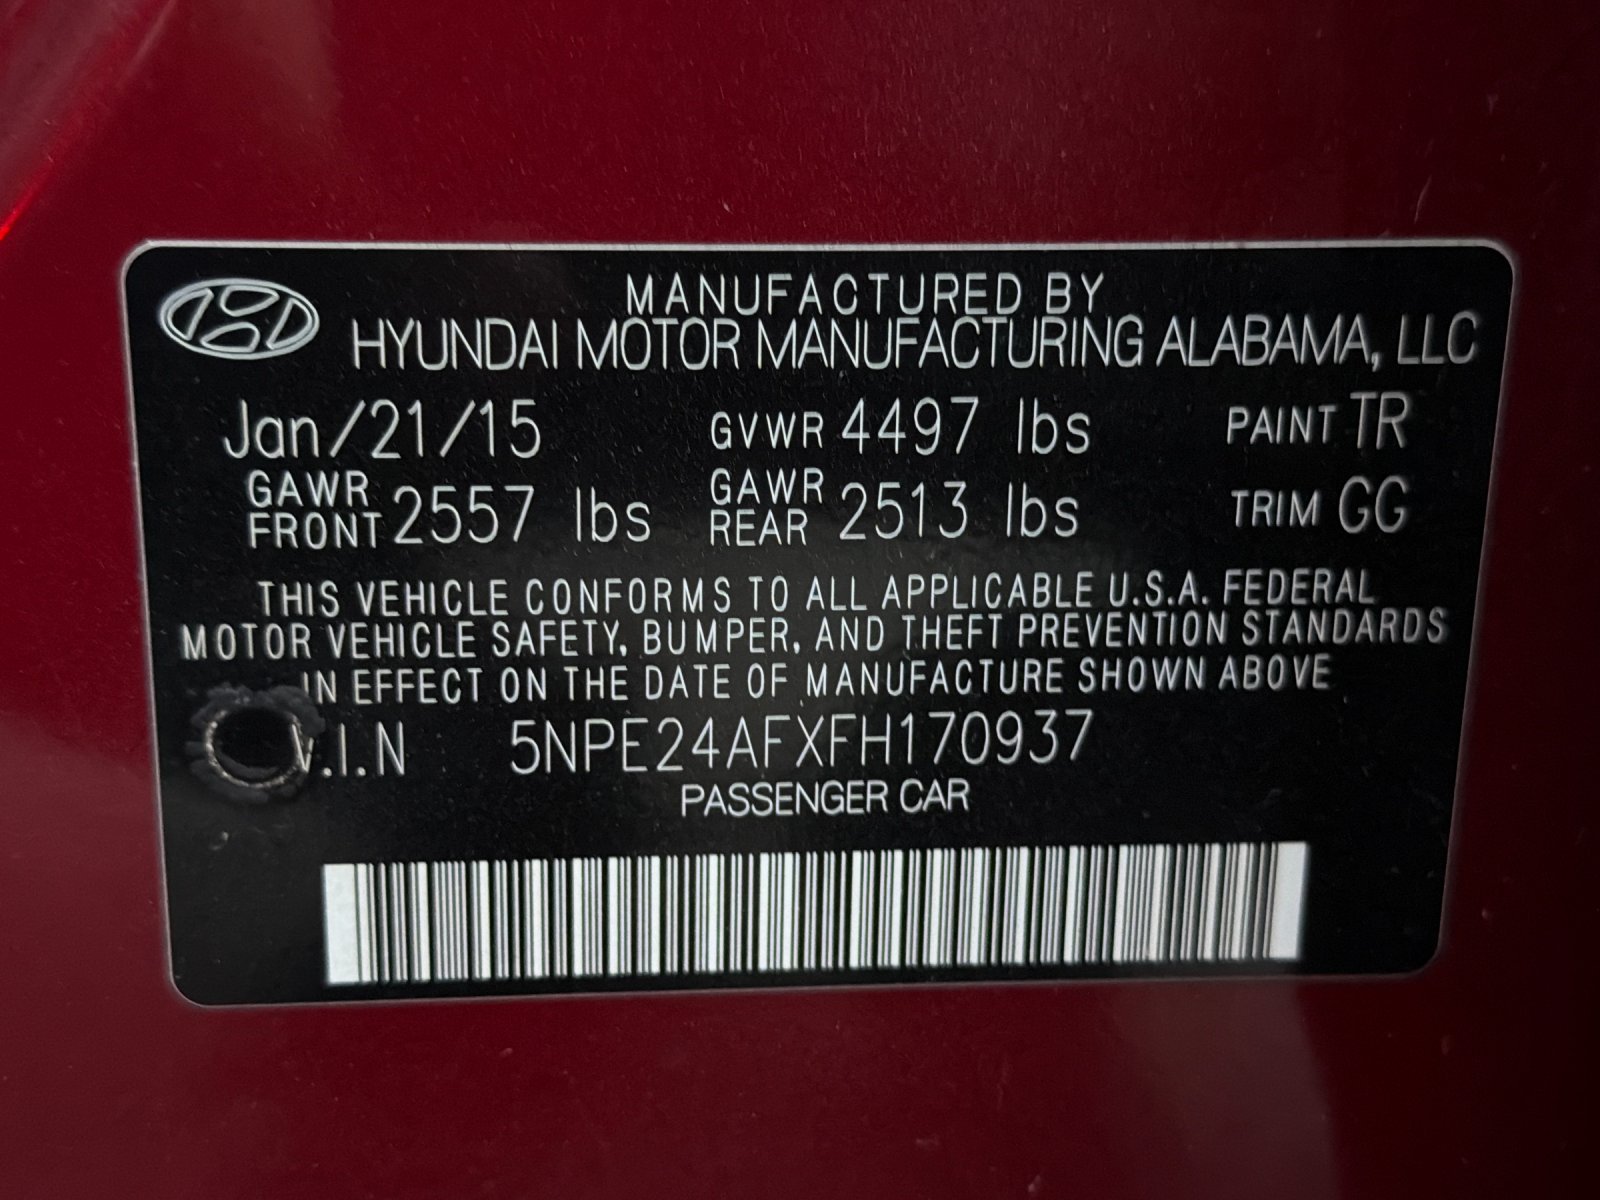 MANUFACTURED BY
HYUNDAI MOTOR MANUFACTURING ALABAMA, LLC
Jan/21/15 GVWR 4497 lbs PAINT TR
GAWR FRONT 2557 lbs GAWR REAR 2513 lbs TRIM GG
THIS VEHICLE CONFORMS TO ALL APPLICABLE U.S.A. FEDERAL
MOTOR VEHICLE SAFETY, BUMPER, AND THEFT PREVENTION STANDARDS
IN EFFECT ON THE DATE OF MANUFACTURE SHOWN ABOVE
V.I.N 5NPE24AFXFH170937
PASSENGER CAR